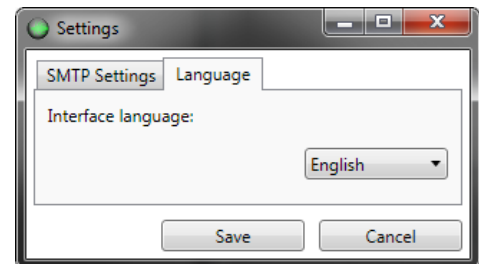 Settings
SMTP Settings Language
Interface language:
English
Save Cancel